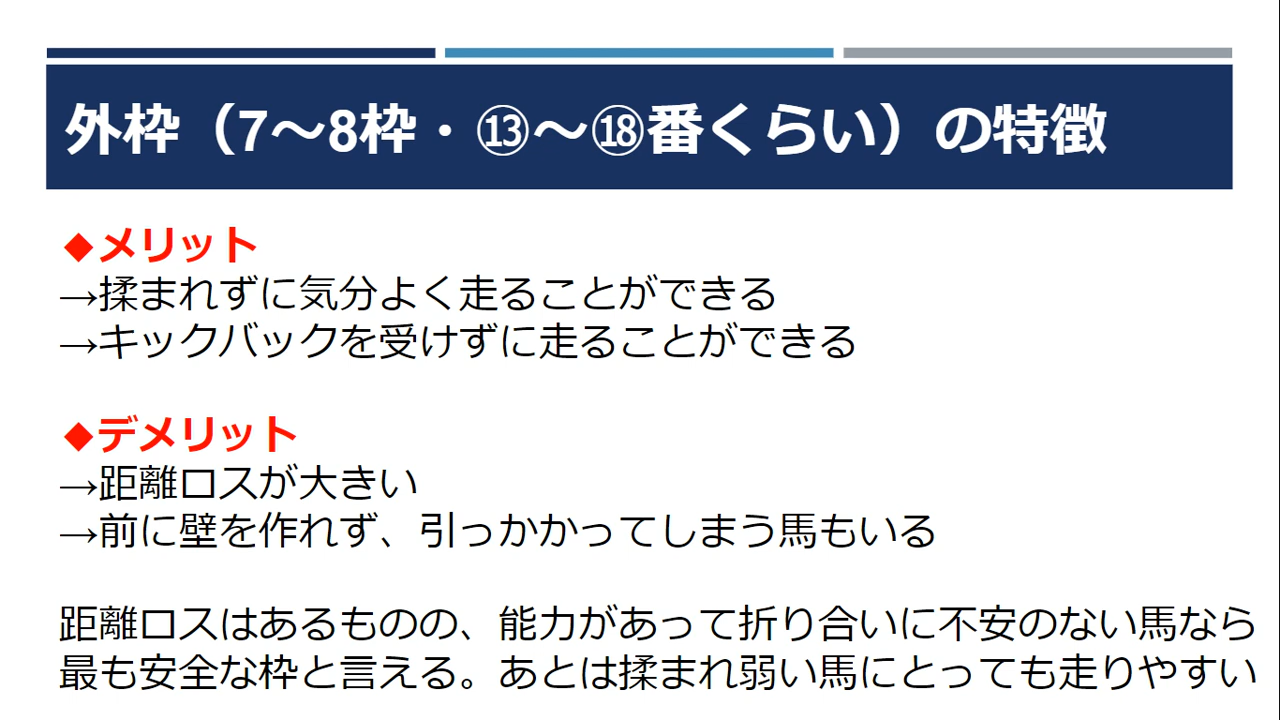 外枠（7～8枠・⑬～⑱番くらい）の特徴
◆メリット
→揉まれずに気分よく走ることができる
→キックバックを受けずに走ることができる
◆デメリット
→距離ロスが大きい
→前に壁を作れず、引っかかってしまう馬もいる
距離ロスはあるものの、能力があって折り合いに不安のない馬なら
最も安全な枠と言える。あとは揉まれ弱い馬にとっても走りやすい